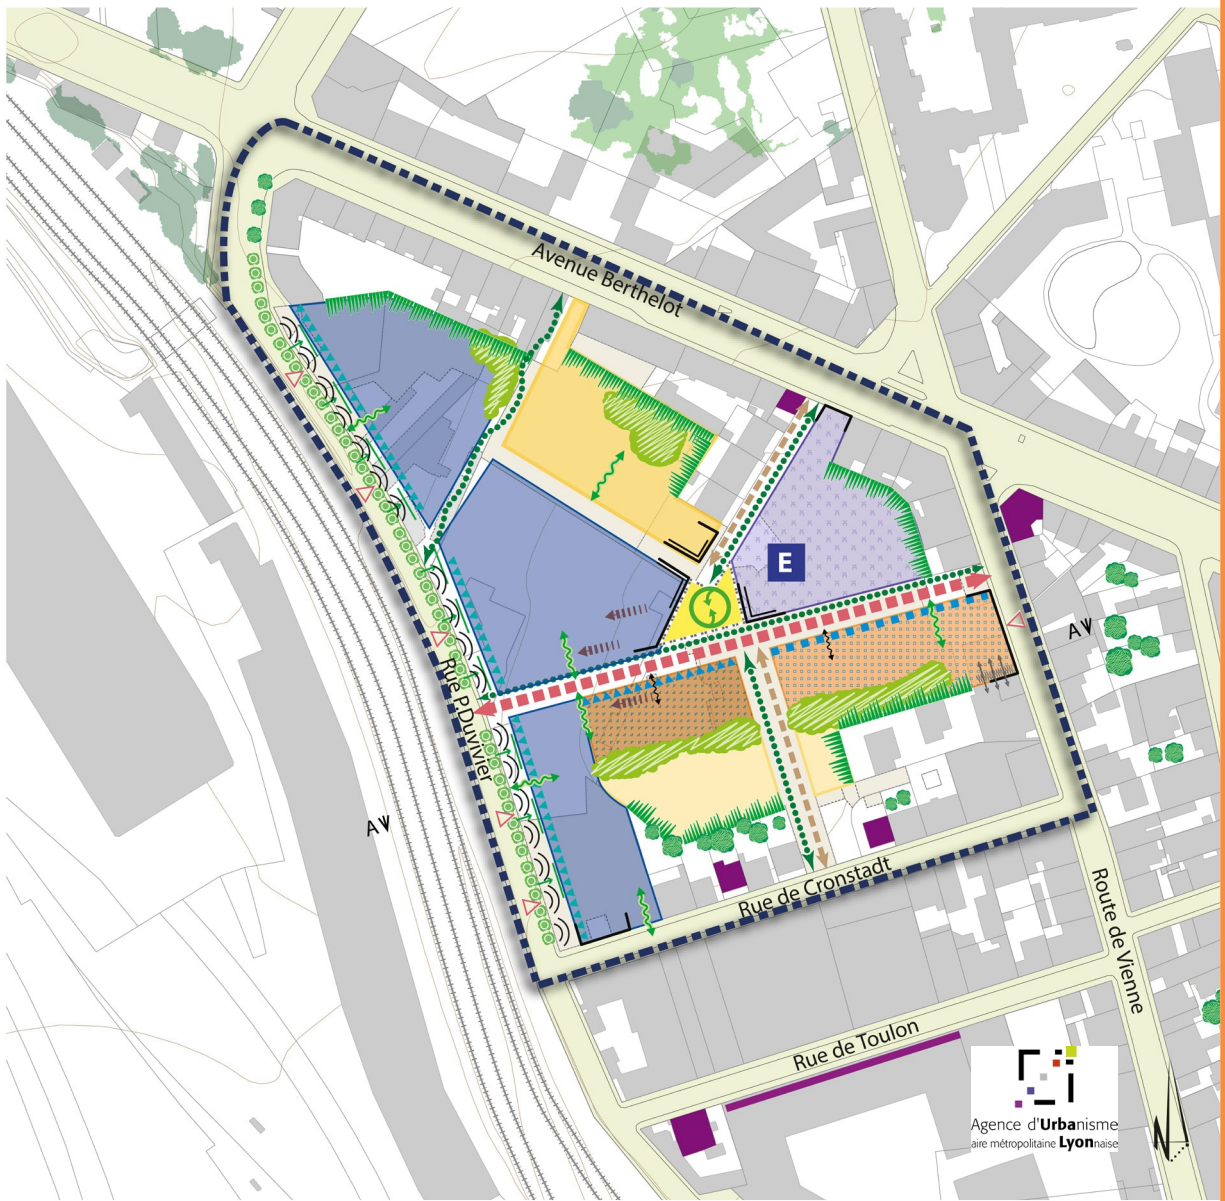 Avenue Berthelot
E
A
Rue P.Duvivier
A
Rue de Cronstadt
Route de Vienne
Rue de Toulon
Agence d'Urbanisme
aire métropolitaine Lyonnaise
N